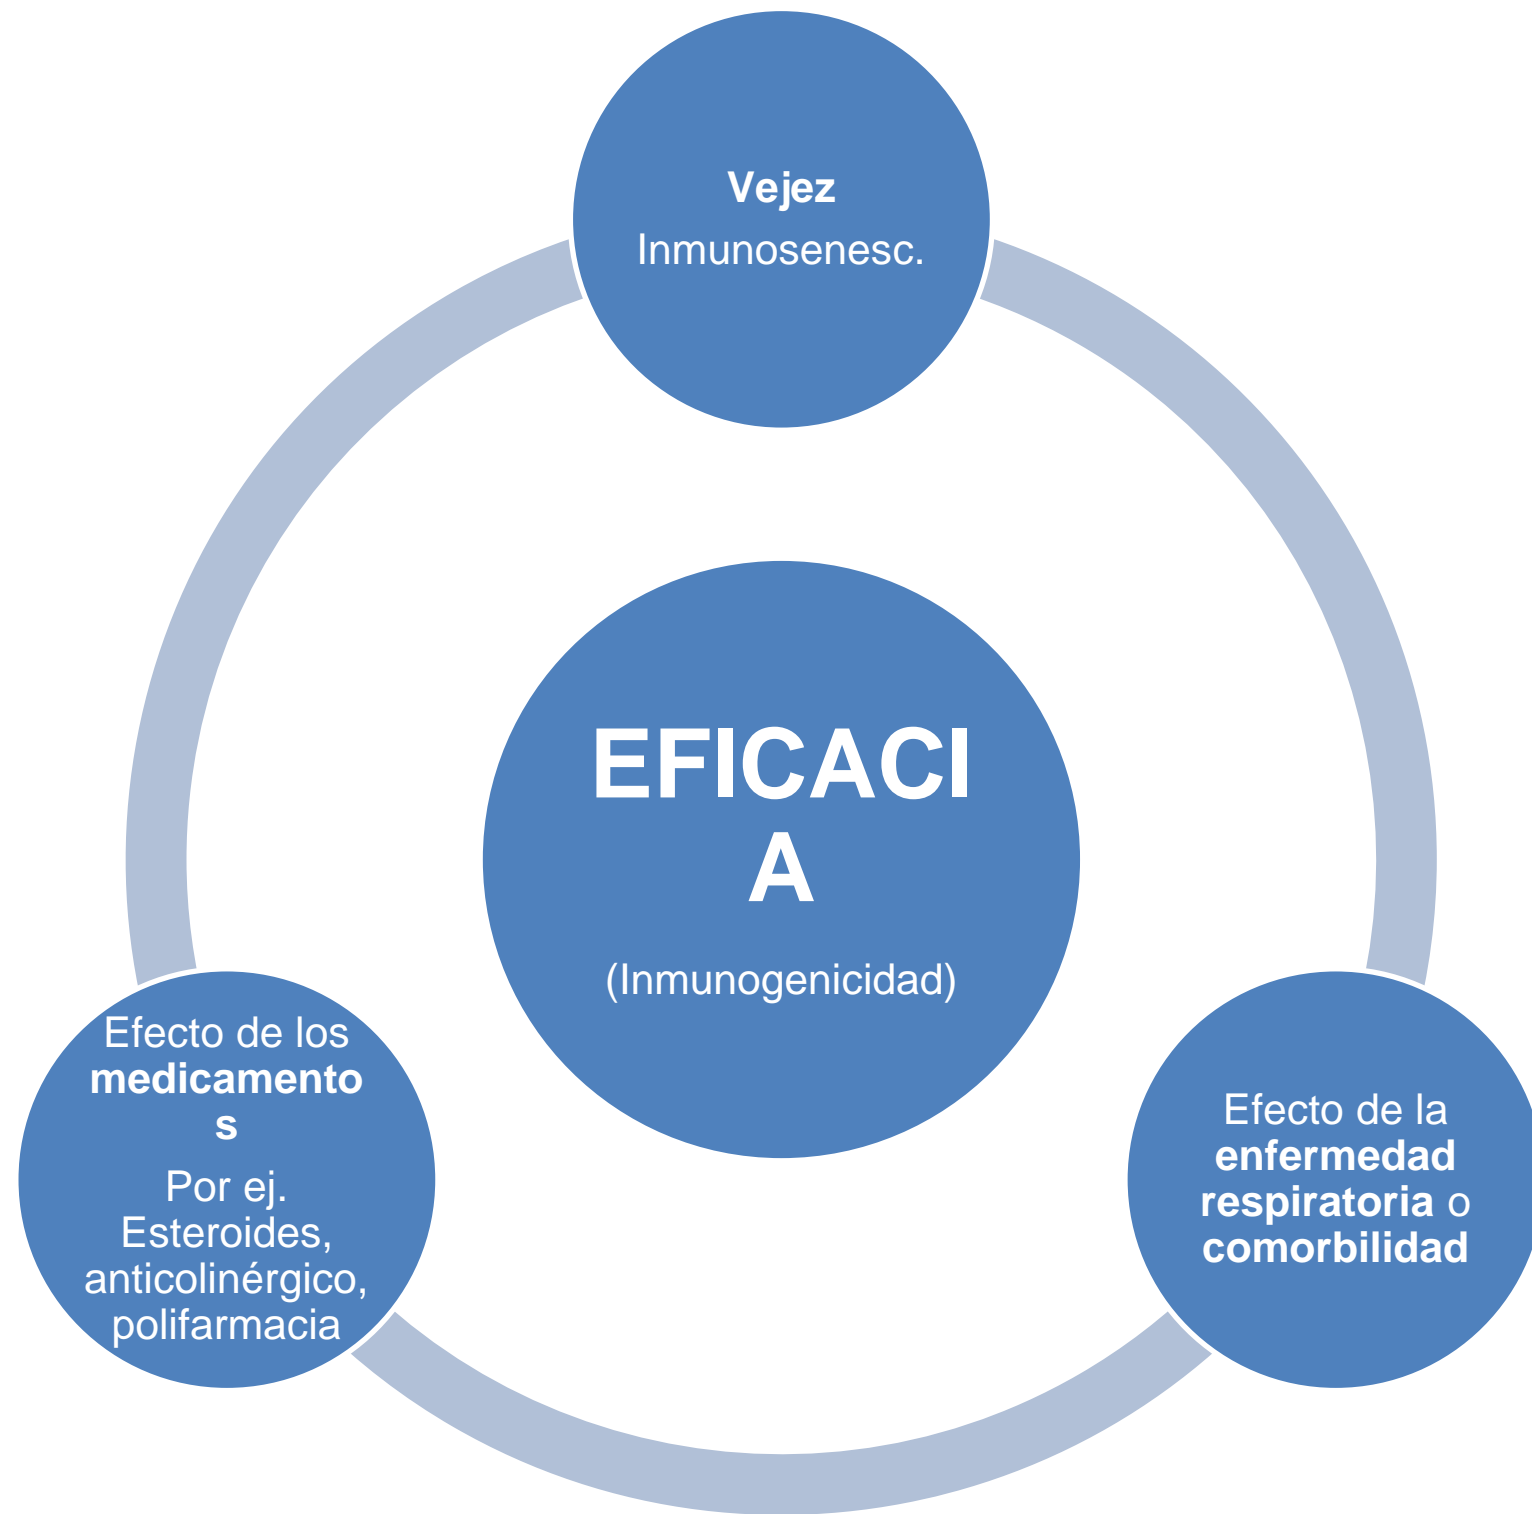 Vejez
Inmunosenesc.
EFICACI
A
(Inmunogenicidad)
Efecto de los
medicamento
s
Por ej.
Esteroides,
anticolinérgico,
polifarmacia
Efecto de la
enfermedad
respiratoria o
comorbilidad